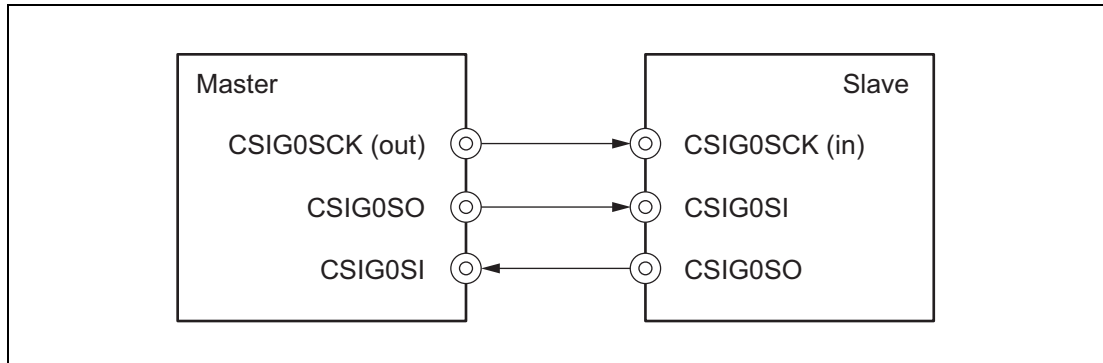 Master
CSIG0SCK (out)
CSIG0SO
CSIG0SI
Slave
CSIG0SCK (in)
CSIG0SI
CSIG0SO